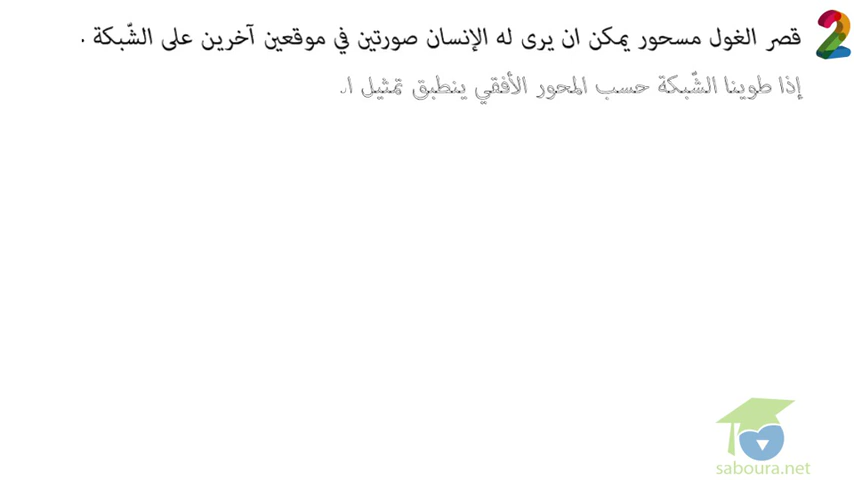 2
قصر الغول مسحور يمكن ان يرى له الإنسان صورتين في موقعين آخرين على الشّبكة .
إذا طوينا الشّبكة حسب المحور الأفقي ينطبق تمثيل ا
saboura.net